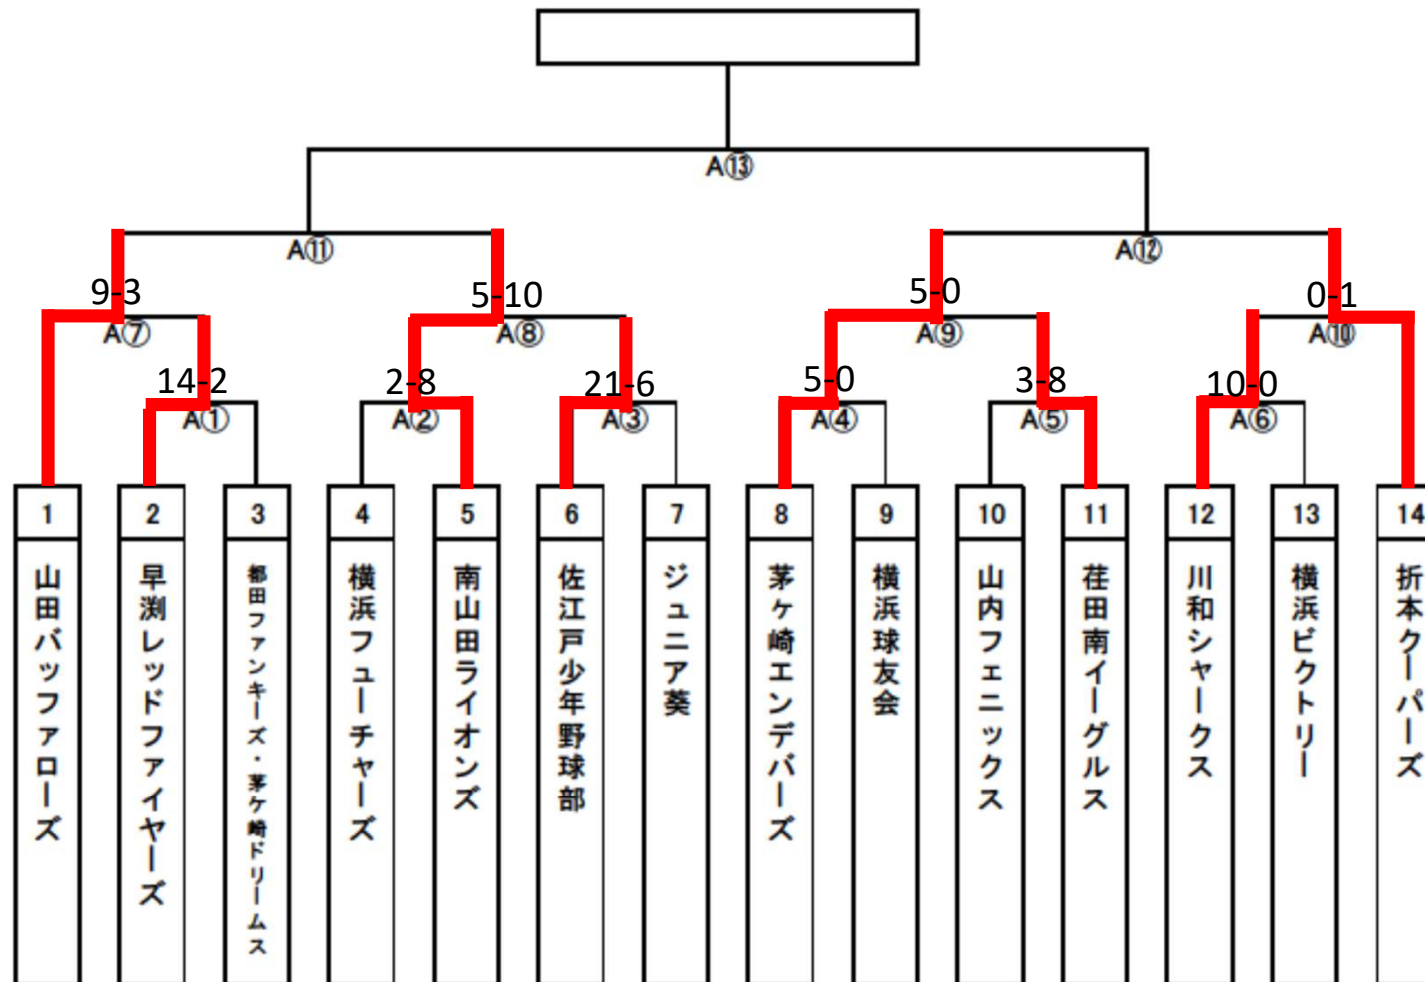 A⑬
A⑪
A⑫
9-3
5-10
5-0
0-1
A⑦
A⑧
A⑨
A⑩
14-2
2-8
21-6
5-0
3-8
10-0
A①
A②
A③
A④
A⑤
A⑥
1
2
3
4
5
6
7
8
9
10
11
12
13
14
山田バッファローズ
早渕レッドファイヤーズ
都田ファンキーズ・茅ケ崎ドリームス
横浜フューチャーズ
南山田ライオンズ
佐江戸少年野球部
ジュニア葵
茅ヶ崎エンデバーズ
横浜球友会
山内フェニックス
荏田南イーグルス
川和シャークス
横浜ビクトリー
折本クーパーズ